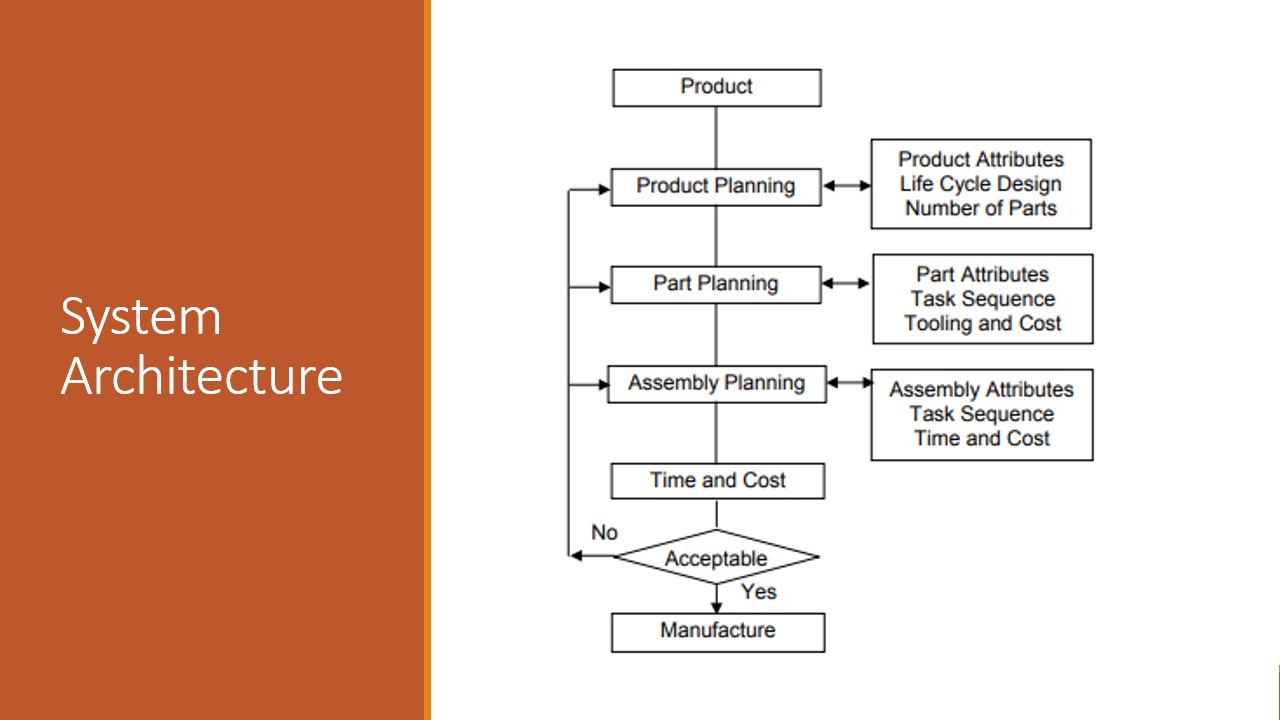 System
Architecture
Product
Product Planning
Product Attributes
Life Cycle Design
Number of Parts
Part Planning
Part Attributes
Task Sequence
Tooling and Cost
Assembly Planning
Assembly Attributes
Task Sequence
Time and Cost
Time and Cost
No
Acceptable
Yes
Manufacture